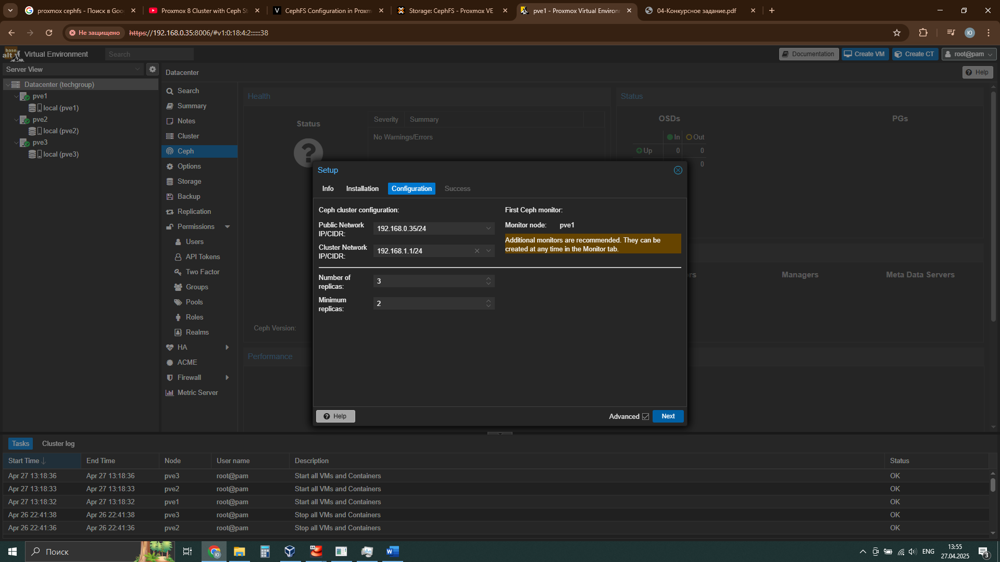 proxmox cephfs - Поиск в Goo
Proxmox 8 Cluster with Ceph St
CephFS Configuration in Proxm
Storage: CephFS - Proxmox VE
pve1 - Proxmox Virtual Environ
04-Конкурсное задание.pdf
Не защищено
https://192.168.0.35:8006/#v1:0:18:4:2::::::38
base alt
Virtual Environment
Search
Documentation
Create VM
Create CT
root@pam
Server View
Datacenter
Help
Datacenter (techgroup)
pve1
local (pve1)
pve2
local (pve2)
pve3
local (pve3)
Search
Summary
Notes
Cluster
Ceph
Options
Storage
Backup
Replication
Permissions
Users
API Tokens
Two Factor
Groups
Pools
Roles
Realms
HA
ACME
Firewall
Metric Server
Health
Status
Status
Severity
Summary
No Warnings/Errors
OSDs
PGs
In
Out
Up
0
0
0
Managers
Meta Data Servers
Ceph Version:
Performance
Setup
Info
Installation
Configuration
Success
Ceph cluster configuration:
First Ceph monitor:
Public Network IP/CIDR:
192.168.0.35/24
Monitor node:
pve1
Cluster Network IP/CIDR:
192.168.1.1/24
Additional monitors are recommended. They can be
created at any time in the Monitor tab.
Number of replicas:
3
Minimum replicas:
2
Help
Advanced
Next
Tasks
Cluster log
Start Time
End Time
Node
User name
Description
Status
Apr 27 13:18:36
Apr 27 13:18:36
pve3
root@pam
Start all VMs and Containers
OK
Apr 27 13:18:33
Apr 27 13:18:33
pve2
root@pam
Start all VMs and Containers
OK
Apr 27 13:18:32
Apr 27 13:18:32
pve1
root@pam
Start all VMs and Containers
OK
Apr 26 22:41:38
Apr 26 22:41:38
pve3
root@pam
Stop all VMs and Containers
OK
Apr 26 22:41:36
Apr 26 22:41:36
pve2
root@pam
Stop all VMs and Containers
OK
Поиск
ENG
13:55
27.04.2025
3